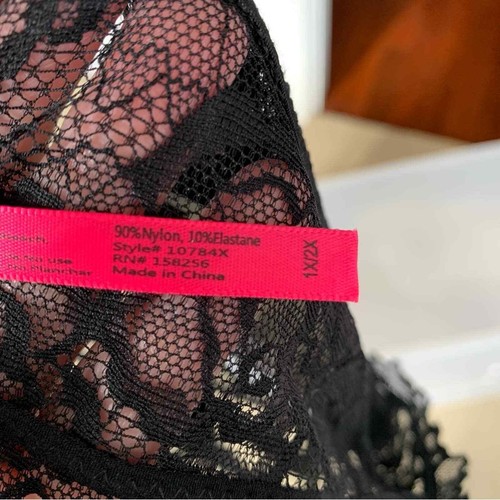 90%Nylon, 10%Elastane
Style# 10784X
RN# 158256
Made in China
1X/2X